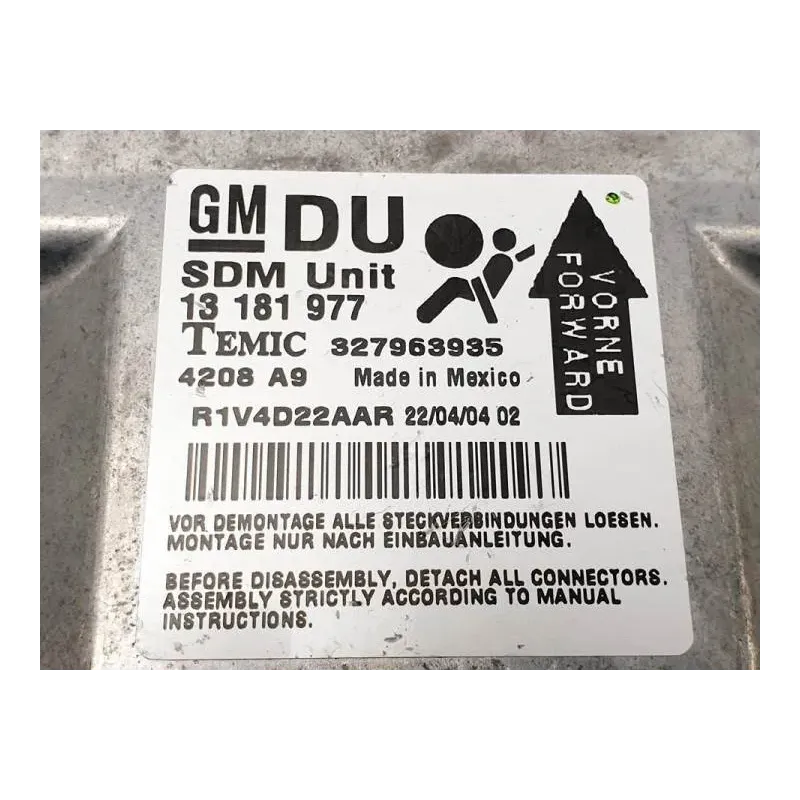 GM DU
SDM Unit
13 181 977
TEMIC 327963935
4208 A9 Made in Mexico
R1V4D22AAR 22/04/04 02
VORNE
FORWARD
VOR DEMONTAGE ALLE STECKVERBINDUNGEN LOESEN.
MONTAGE NUR NACH EINBAUANLEITUNG.
BEFORE DISASSEMBLY, DETACH ALL CONNECTORS.
ASSEMBLY STRICTLY ACCORDING TO MANUAL
INSTRUCTIONS.